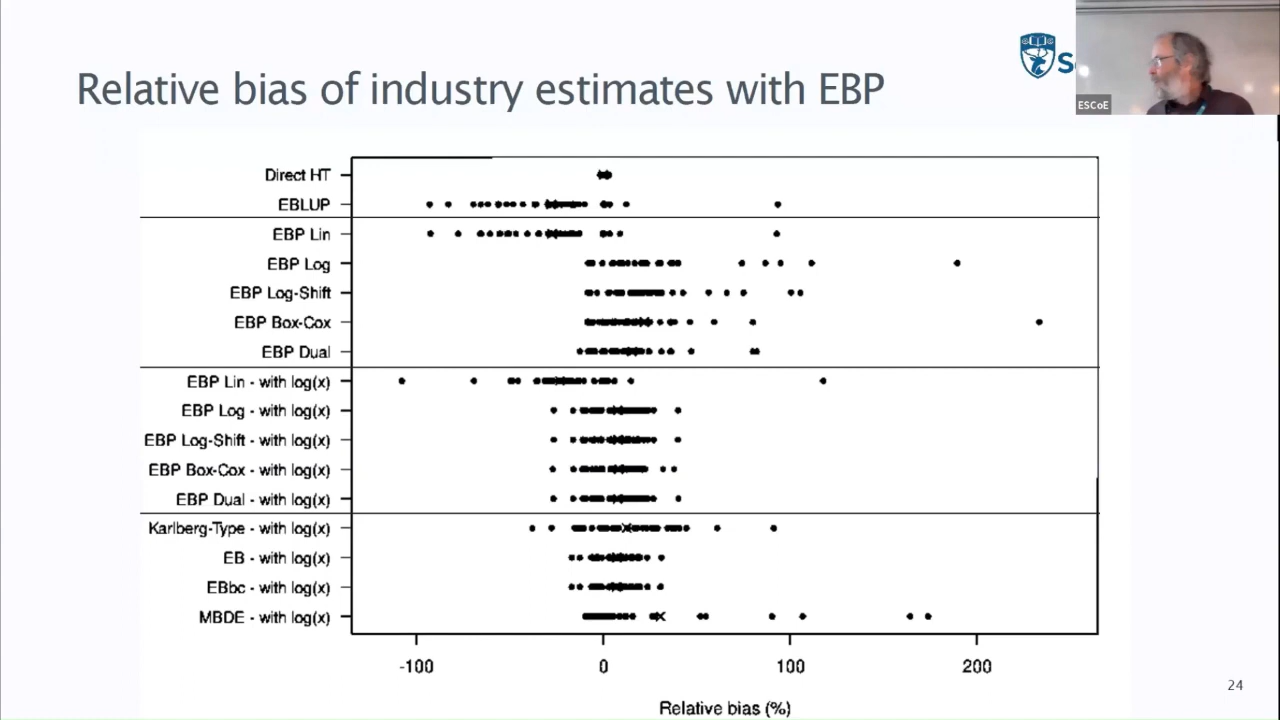 Relative bias of industry estimates with EBP
S
ESCoE
Direct HT
EBLUP
EBP Lin
EBP Log
EBP Log-Shift
EBP Box-Cox
EBP Dual
EBP Lin - with log(x)
EBP Log - with log(x)
EBP Log-Shift - with log(x)
EBP Box-Cox - with log(x)
EBP Dual - with log(x)
Karlberg-Type - with log(x)
EB - with log(x)
EBbc - with log(x)
MBDE - with log(x)
-100 0 100 200
Relative bias (%)
24